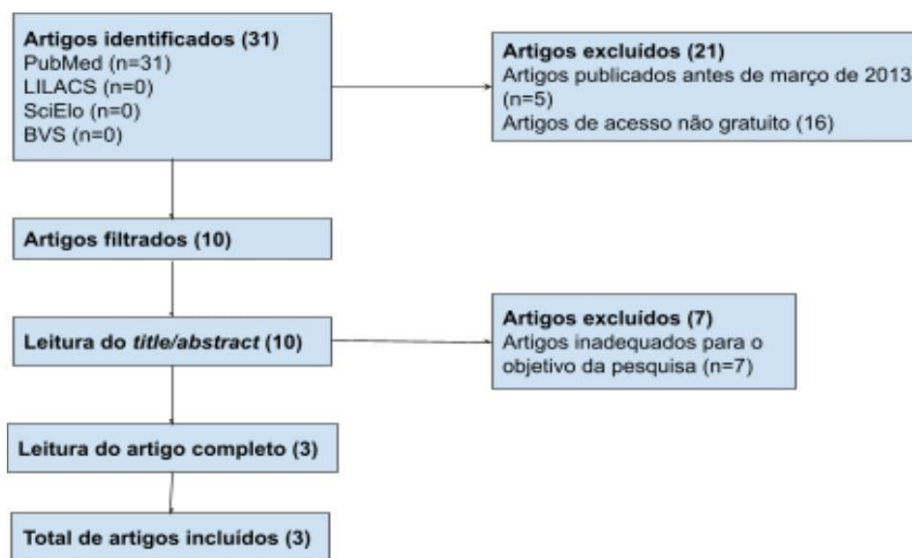 Artigos identificados (31)
PubMed (n=31)
LILACS (n=0)
SciElo (n=0)
BVS (n=0)
Artigos excluídos (21)
Artigos publicados antes de março de 2013
(n=5)
Artigos de acesso não gratuito (16)
Artigos filtrados (10)
Leitura do title/abstract (10)
Artigos excluídos (7)
Artigos inadequados para o
objetivo da pesquisa (n=7)
Leitura do artigo completo (3)
Total de artigos incluídos (3)